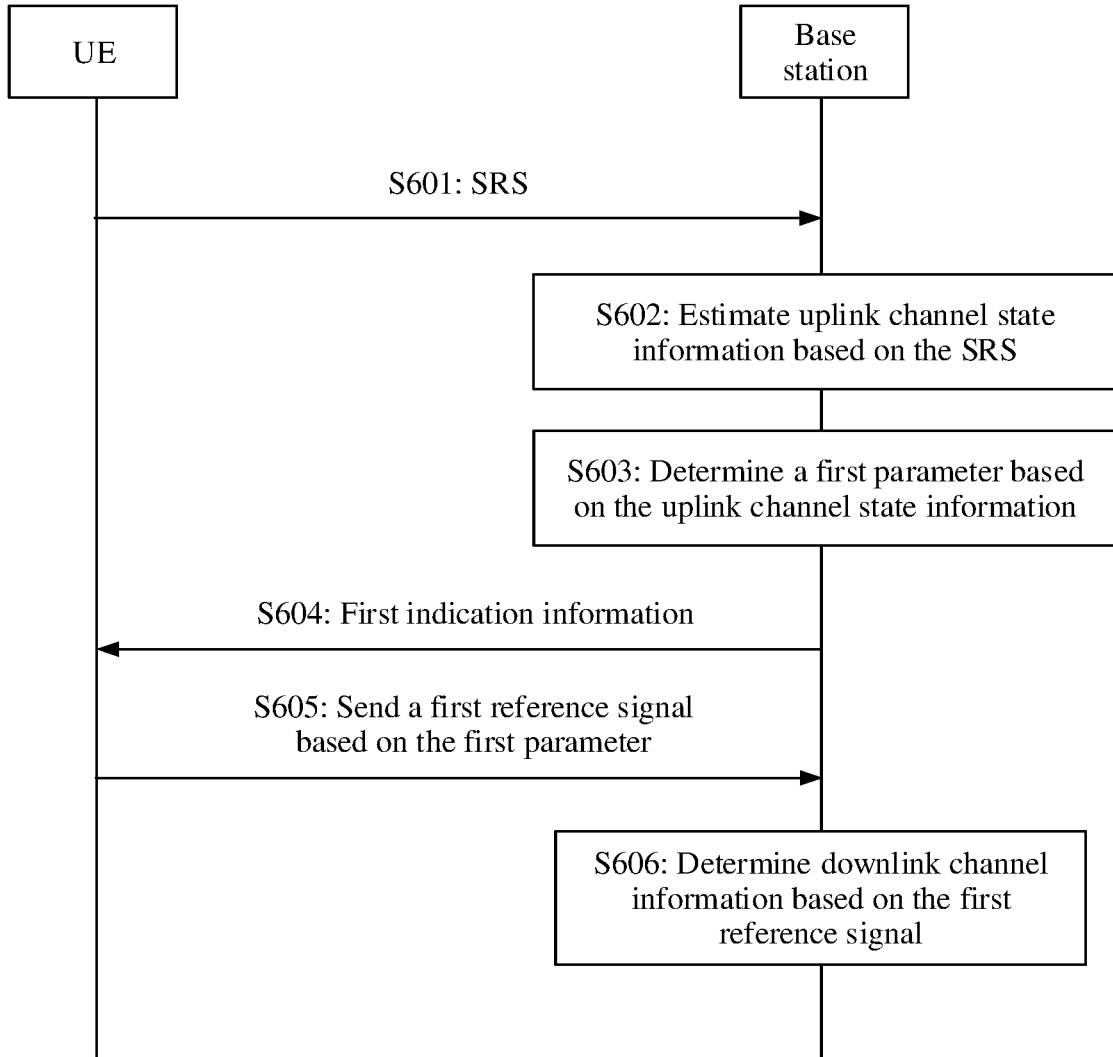 UE
Base
station
S601: SRS
S602: Estimate uplink channel state
information based on the SRS
S603: Determine a first parameter based
on the uplink channel state information
S604: First indication information
S605: Send a first reference signal
based on the first parameter
S606: Determine downlink channel
information based on the first
reference signal